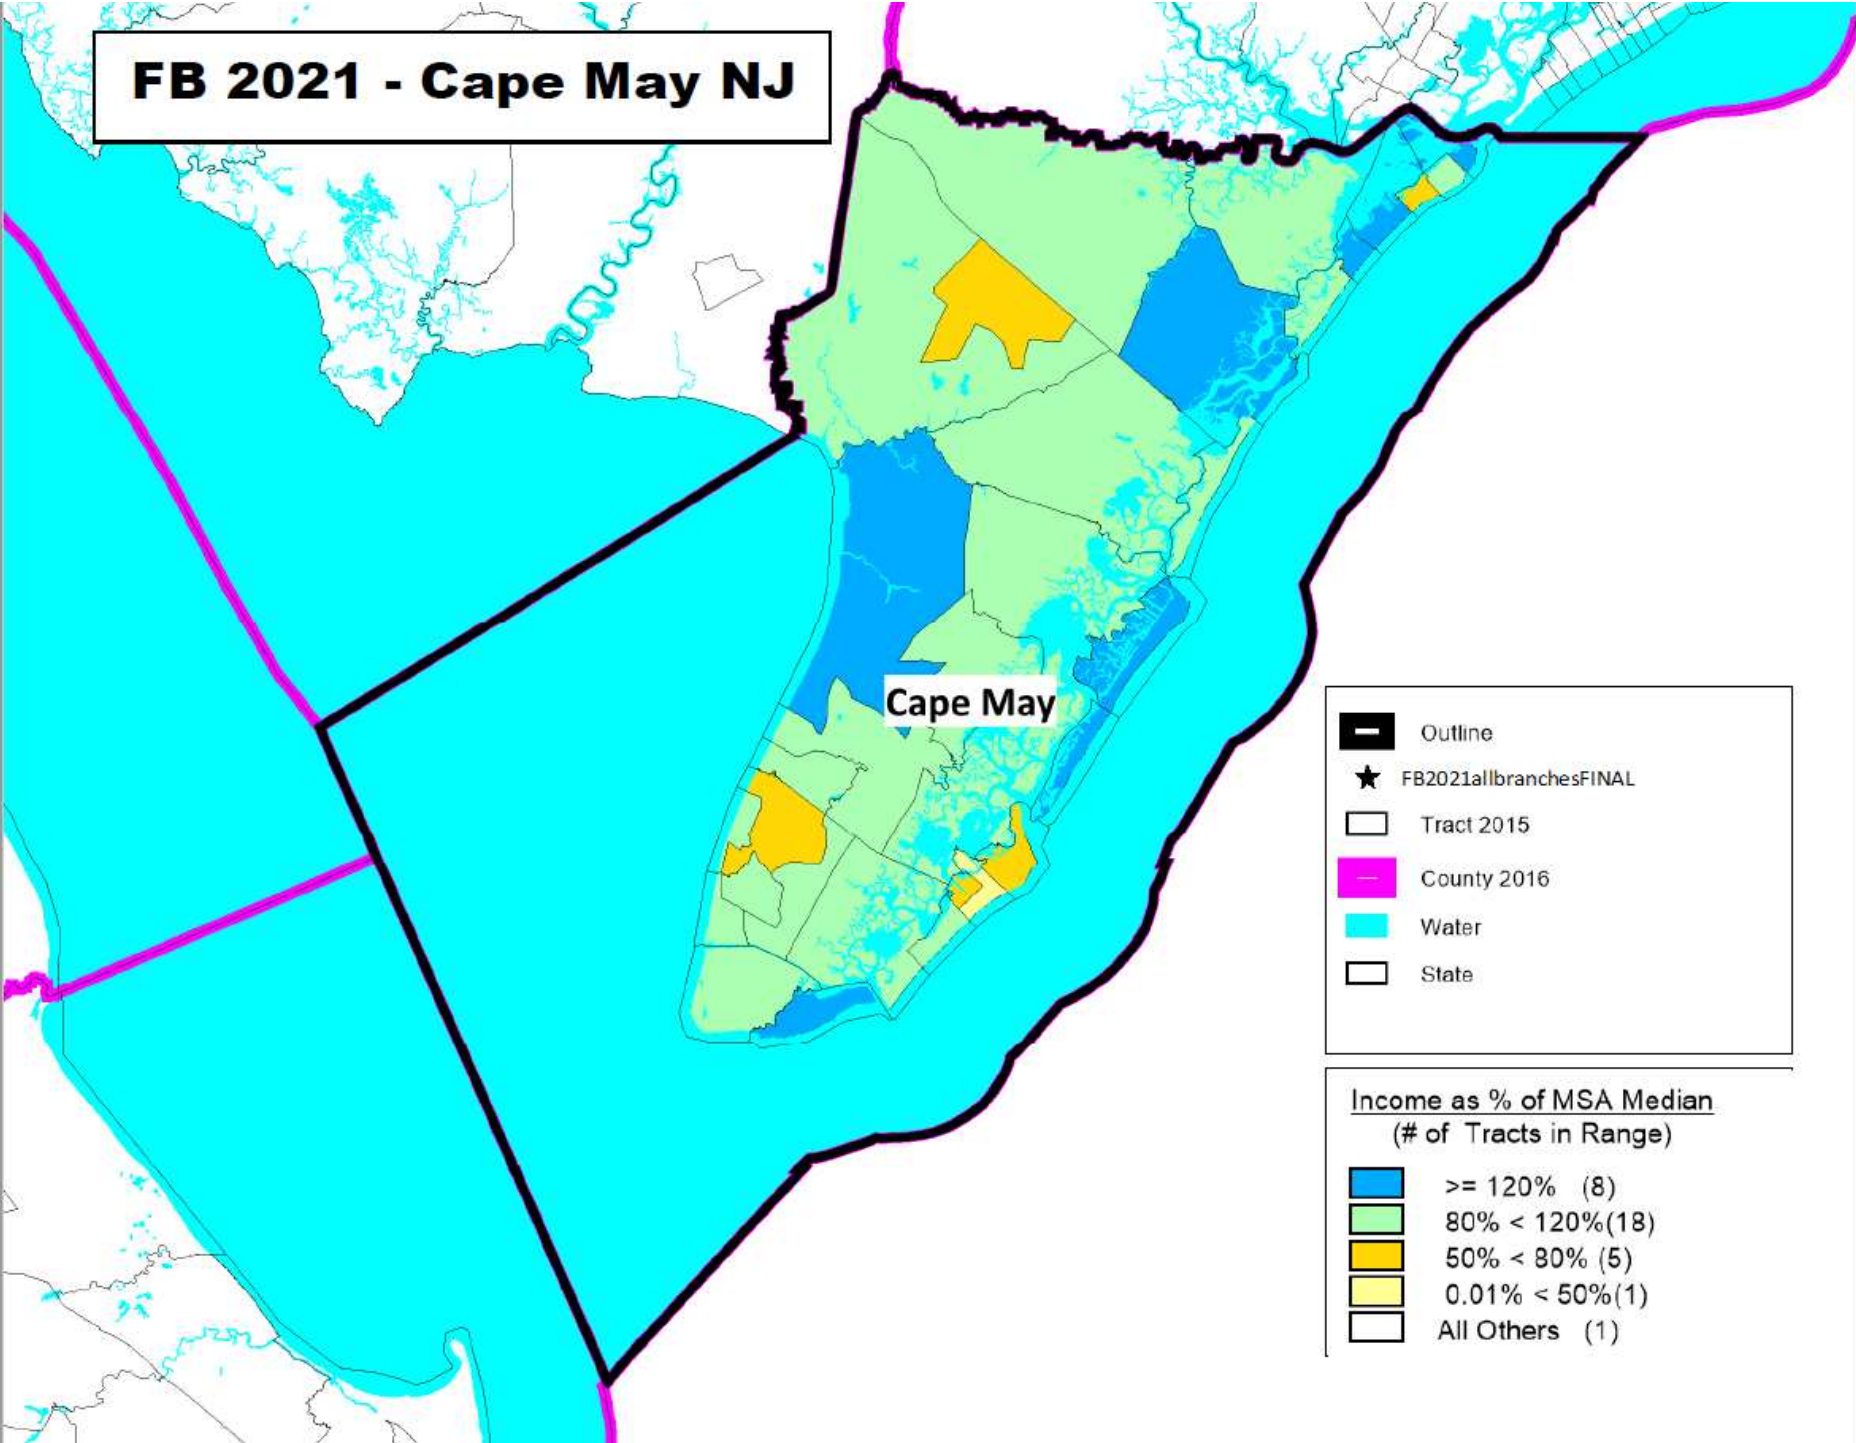 FB 2021 - Cape May NJ
Cape May
Outline
FB2021allbranchesFINAL
Tract 2015
County 2016
Water
State
Income as % of MSA Median
(# of Tracts in Range)
>= 120% (8)
80% < 120%(18)
50% < 80% (5)
0.01% < 50%(1)
All Others (1)